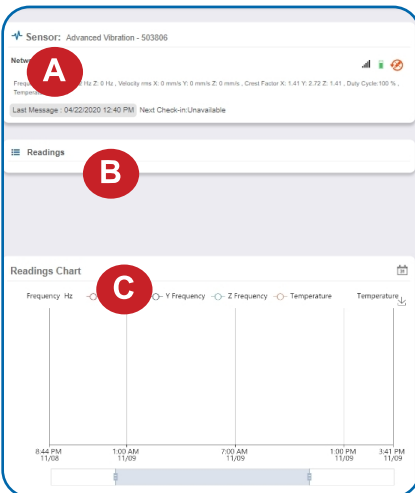 Sensor: Advanced Vibration - 503806
A
Hz Z: 0 Hz , Velocity rms X: 0 mm/s Y: 0 mm/s Z: 0 mm/s , Crest Factor X: 1.41 Y: 2.72 Z: 1.41 , Duty Cycle:100 % ,
Last Message : 04/22/2020 12:40 PM Next Check-in:Unavailable
Readings
B
Readings Chart
31
Frequency Hz C Y Frequency Z Frequency Temperature Temperature
8:44 PM 1:00 AM 7:00 AM 1:00 PM 3:41 PM
11/08 11/09 11/09 11/09 11/09